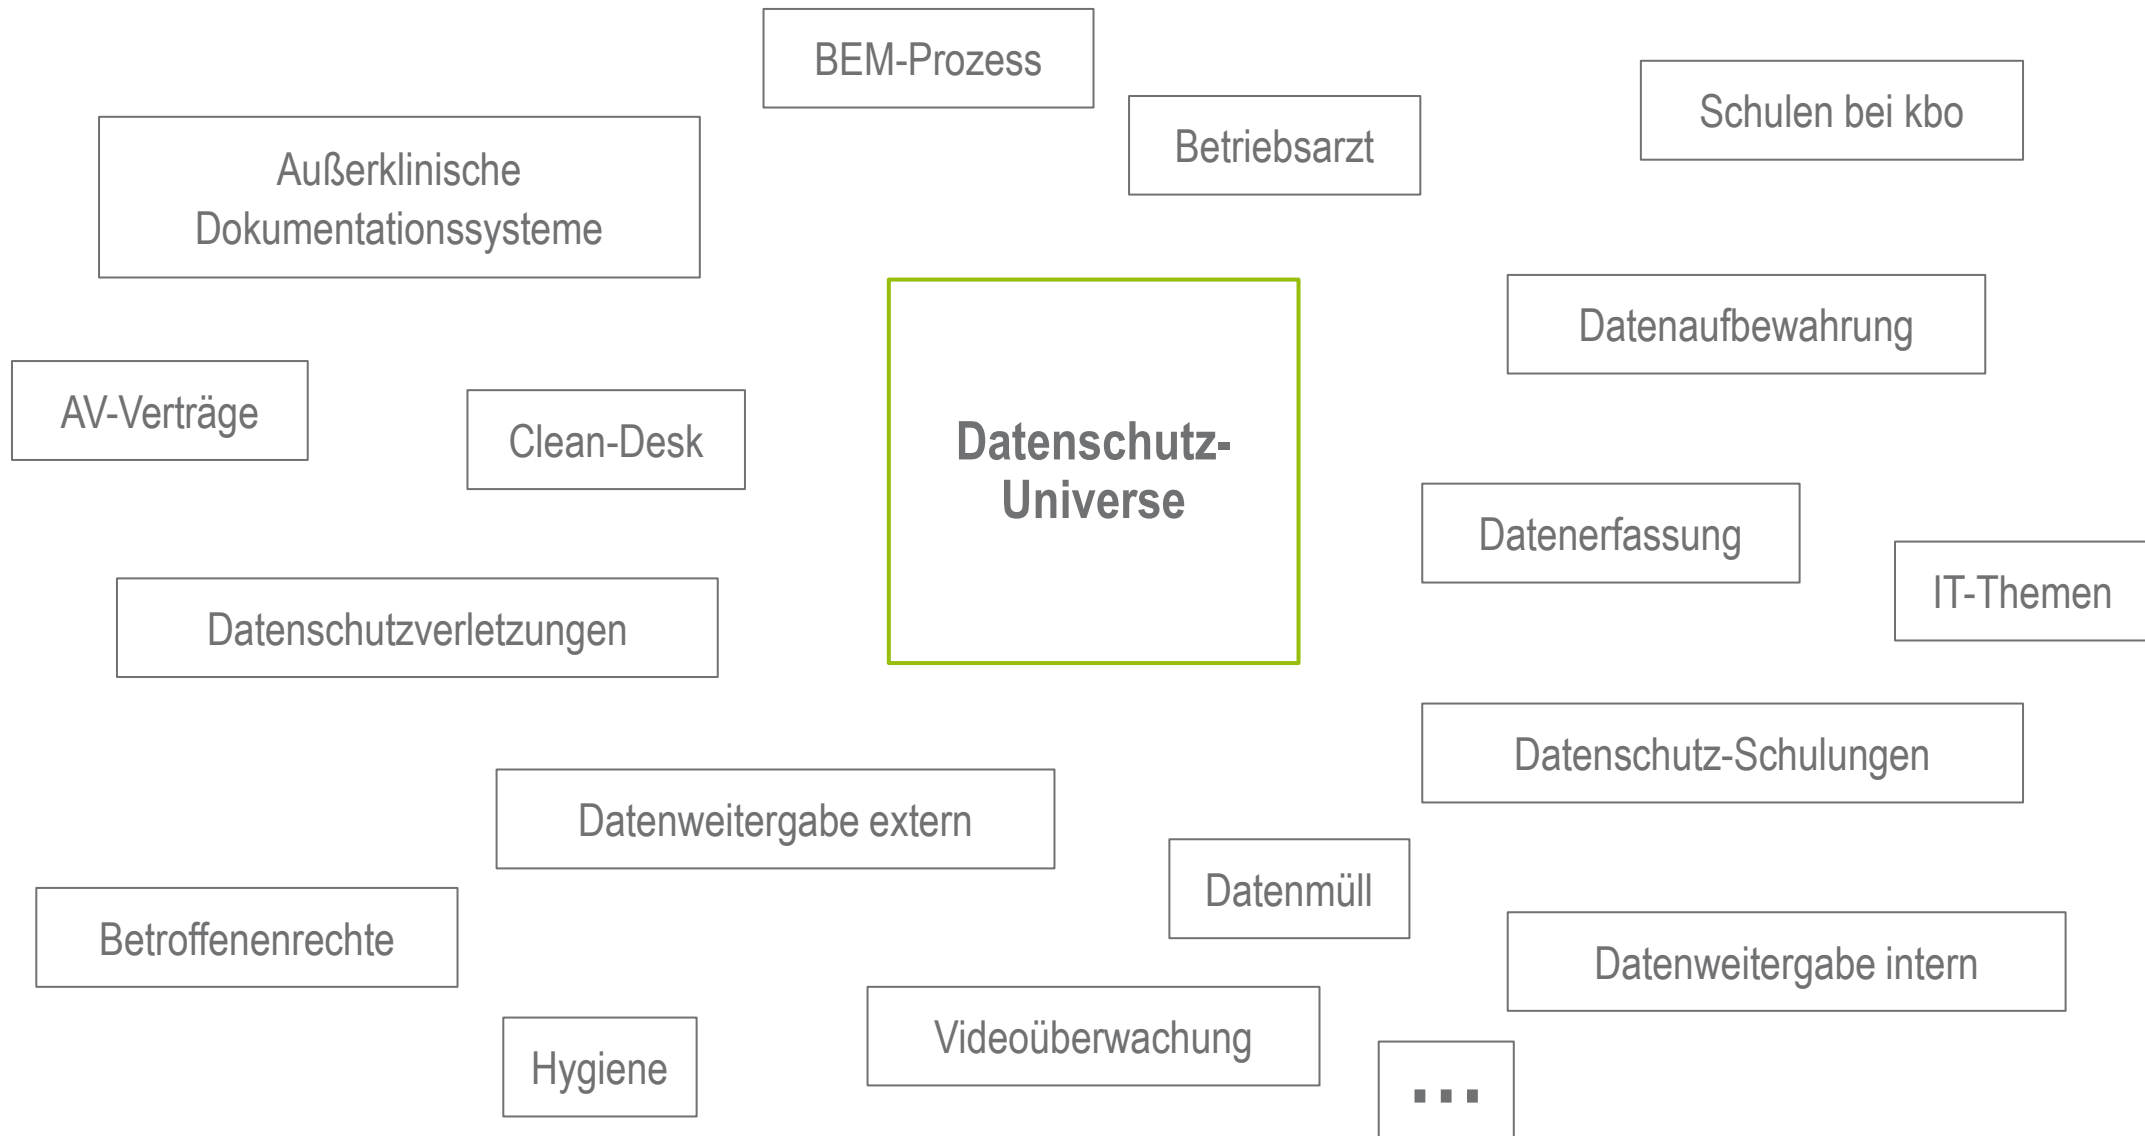 BEM-Prozess
Schulen bei kbo
Betriebsarzt
Außerklinische
Dokumentationssysteme
Datenaufbewahrung
AV-Verträge
Clean-Desk
Datenschutz-
Universe
Datenerfassung
IT-Themen
Datenschutzverletzungen
Datenschutz-Schulungen
Datenweitergabe extern
Datenmüll
Betroffenenrechte
Datenweitergabe intern
Videoüberwachung
Hygiene
...